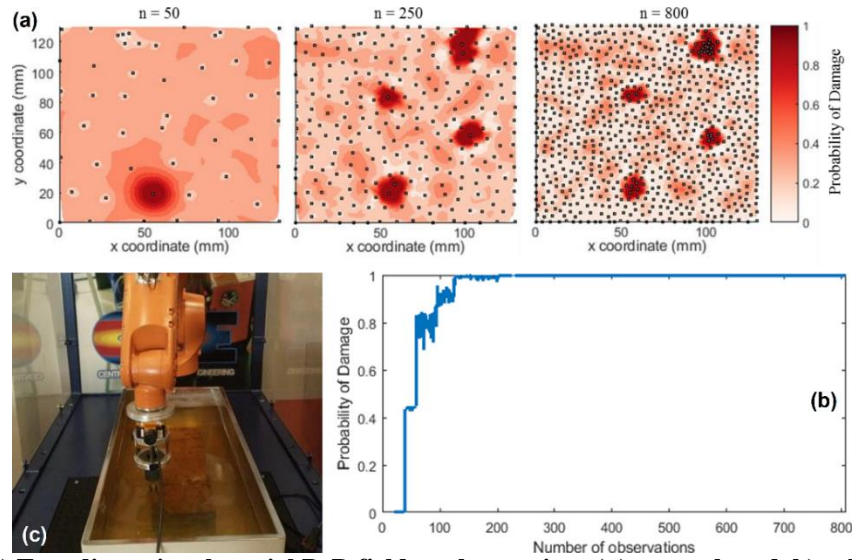 (a)
n = 50
n = 250
n = 800
120
100
80
60
40
20
0
y coordinate (mm)
0 50 100
x coordinate (mm)
0 50 100
x coordinate (mm)
0 50 100
x coordinate (mm)
1
0.8
0.6
0.4
0.2
0
Probability of Damage
(c)
1
0.8
0.6
0.4
0.2
0
Probability of Damage
0 100 200 300 400 500 600 700 800
Number of observations
(b)